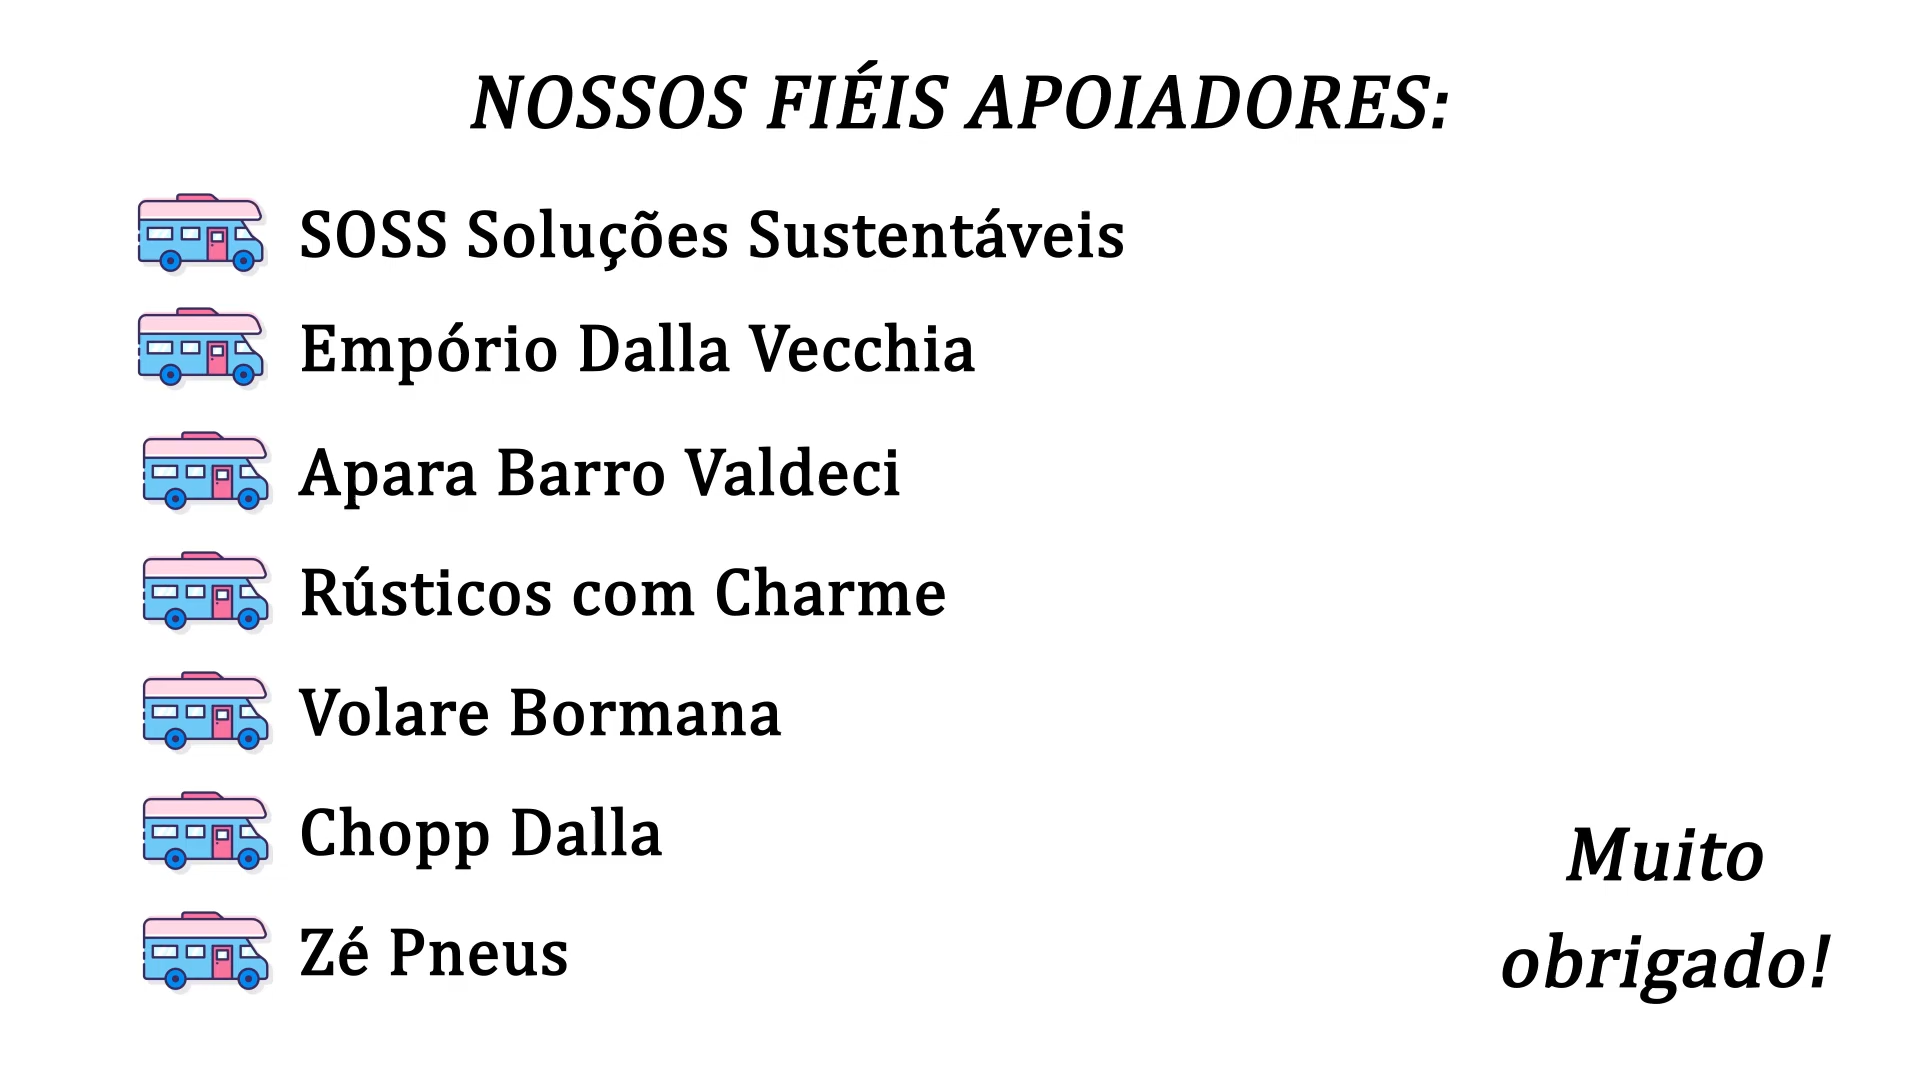 NOSSOS FIÉIS APOIADORES:
SOSS Soluções Sustentáveis
Empório Dalla Vecchia
Apara Barro Valdeci
Rústicos com Charme
Volare Bormana
Chopp Dalla
Zé Pneus
Muito
obrigado!